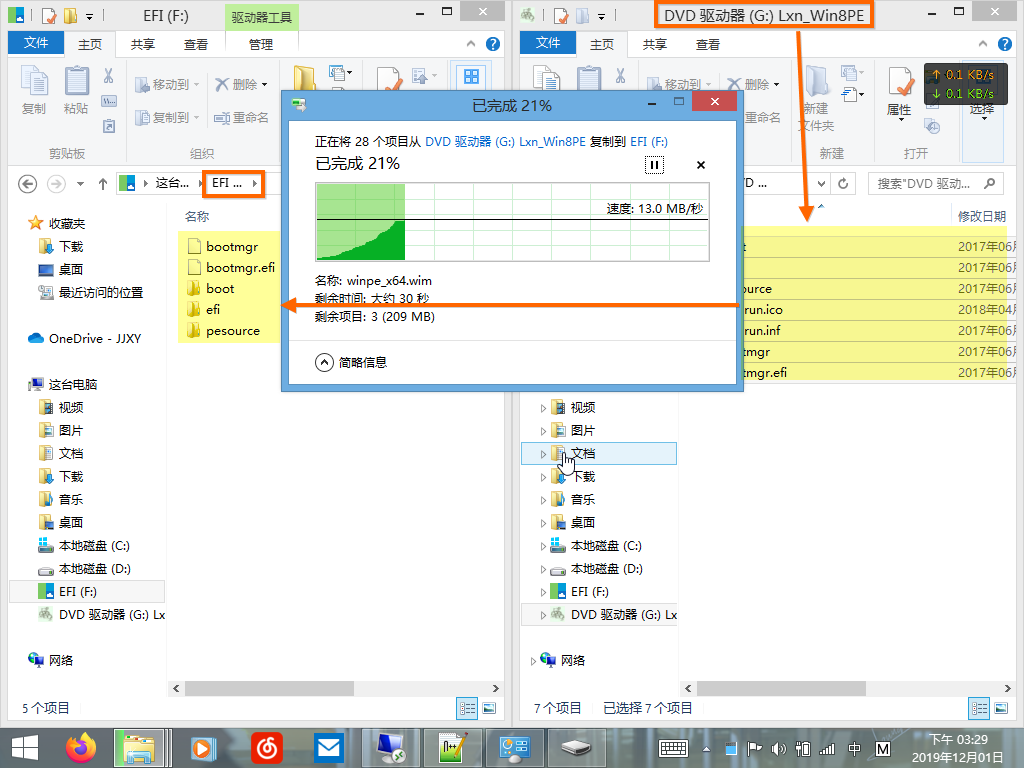 EFI (F:)
驱动器工具
文件
主页
共享
查看
管理
复制
粘贴
移动到
复制到
删除
重命名
剪贴板
组织
这台...
EFI ...
收藏夹
下载
桌面
最近访问的位置
OneDrive - JJXY
这台电脑
视频
图片
文档
下载
音乐
桌面
本地磁盘 (C:)
本地磁盘 (D:)
EFI (F:)
DVD 驱动器 (G:) Lx
网络
名称
bootmgr
bootmgr.efi
boot
efi
pesource
5 个项目
已完成 21%
正在将 28 个项目从 DVD 驱动器 (G:) Lxn_Win8PE 复制到 EFI (F:)
已完成 21%
速度: 13.0 MB/秒
名称: winpe_x64.wim
剩余时间: 大约 30 秒
剩余项目: 3 (209 MB)
简略信息
DVD 驱动器 (G:) Lxn_Win8PE
文件
主页
共享
查看
移动到
删除
重命名
新建
文件夹
属性
选择
↑ 0.1 KB/s
↓ 0.1 KB/s
新建
打开
搜索"DVD 驱动...
修改日期
2017年06
2017年06
ource
2017年06
run.ico
2018年04
run.inf
2017年06
tmgr
2017年06
tmgr.efi
2017年06
视频
图片
文档
下载
音乐
桌面
本地磁盘 (C:)
本地磁盘 (D:)
EFI (F:)
DVD 驱动器 (G:) Lx
网络
7 个项目
已选择 7 个项目
中
M
下午 03:29
2019年12月01日